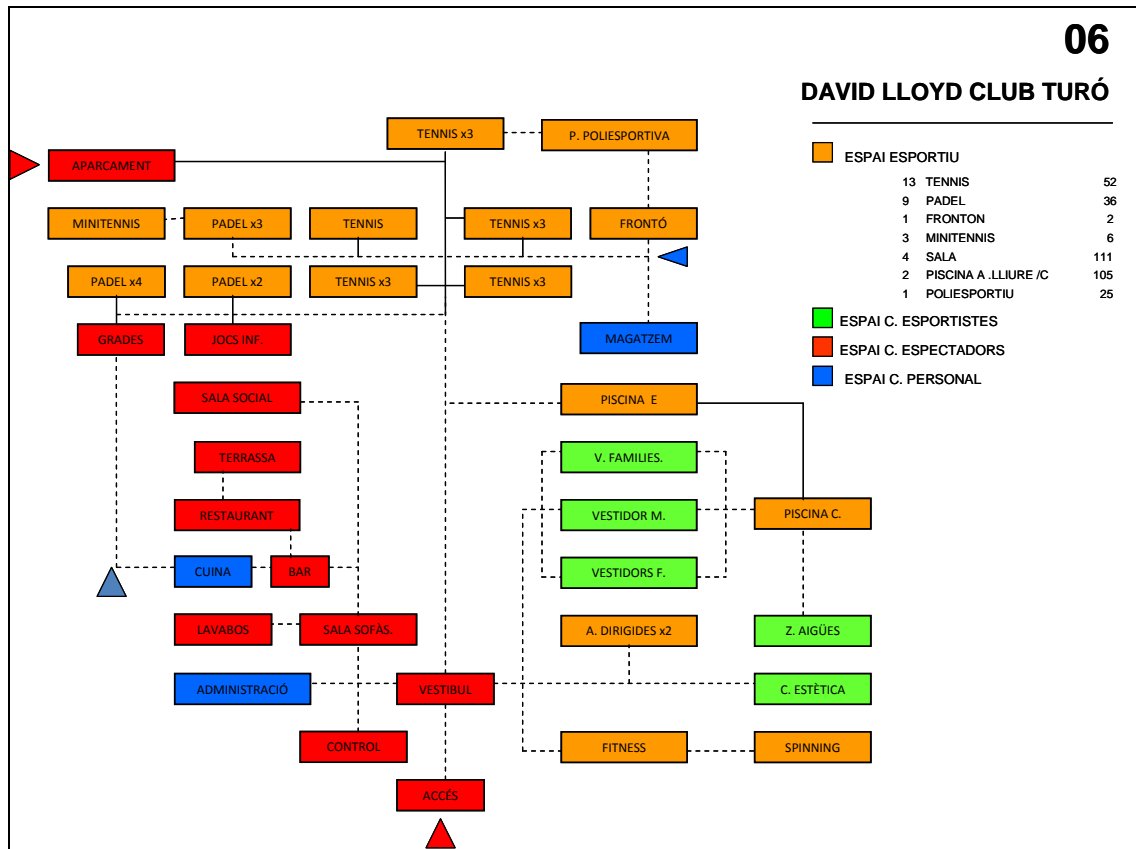 06
DAVID LLOYD CLUB TURÓ
ESPAI ESPORTIU
13 TENNIS 52
9 PADEL 36
1 FRONTON 2
3 MINITENNIS 6
4 SALA 111
2 PISCINA A .LLIURE /C 105
1 POLIESPORTIU 25
ESPAI C. ESPORTISTES
ESPAI C. ESPECTADORS
ESPAI C. PERSONAL
TENNIS x3
P. POLIESPORTIVA
APARCAMENT
MINITENNIS
PADEL x3
TENNIS
TENNIS x3
FRONTÓ
PADEL x4
PADEL x2
TENNIS x3
TENNIS x3
GRADES
JOCS INF.
MAGATZEM
SALA SOCIAL
PISCINA E
TERRASSA
V. FAMILIES.
RESTAURANT
VESTIDOR M.
PISCINA C.
CUINA
BAR
VESTIDORS F.
LAVABOS
SALA SOFÀS.
A. DIRIGIDES x2
Z. AIGÜES
ADMINISTRACIÓ
VESTIBUL
C. ESTÈTICA
CONTROL
FITNESS
SPINNING
ACCÉS